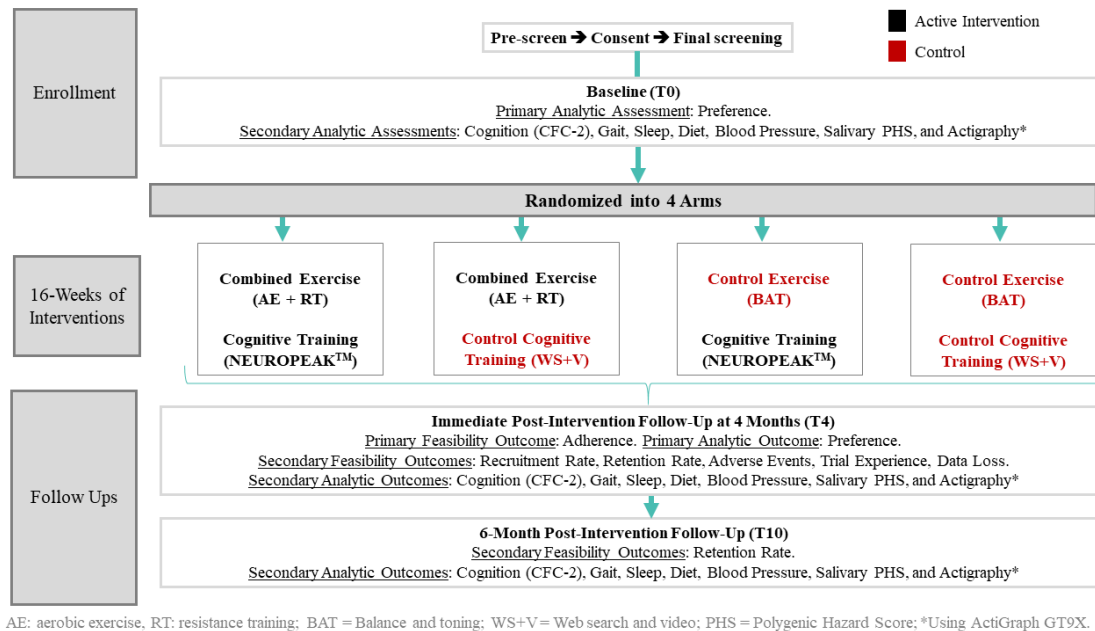 Active Intervention
Control
Pre-screen ➔ Consent ➔ Final screening
Enrollment
Baseline (T0)
Primary Analytic Assessment: Preference.
Secondary Analytic Assessments: Cognition (CFC-2), Gait, Sleep, Diet, Blood Pressure, Salivary PHS, and Actigraphy*
Randomized into 4 Arms
16-Weeks of
Interventions
Combined Exercise
(AE + RT)
Cognitive Training
(NEUROPEAK™)
Combined Exercise
(AE + RT)
Control Cognitive
Training (WS+V)
Control Exercise
(BAT)
Cognitive Training
(NEUROPEAK™)
Control Exercise
(BAT)
Control Cognitive
Training (WS+V)
Follow Ups
Immediate Post-Intervention Follow-Up at 4 Months (T4)
Primary Feasibility Outcome: Adherence. Primary Analytic Outcome: Preference.
Secondary Feasibility Outcomes: Recruitment Rate, Retention Rate, Adverse Events, Trial Experience, Data Loss.
Secondary Analytic Outcomes: Cognition (CFC-2), Gait, Sleep, Diet, Blood Pressure, Salivary PHS, and Actigraphy*
6-Month Post-Intervention Follow-Up (T10)
Secondary Feasibility Outcomes: Retention Rate.
Secondary Analytic Outcomes: Cognition (CFC-2), Gait, Sleep, Diet, Blood Pressure, Salivary PHS, and Actigraphy*
AE: aerobic exercise, RT: resistance training; BAT = Balance and toning; WS+V = Web search and video; PHS = Polygenic Hazard Score; *Using ActiGraph GT9X.